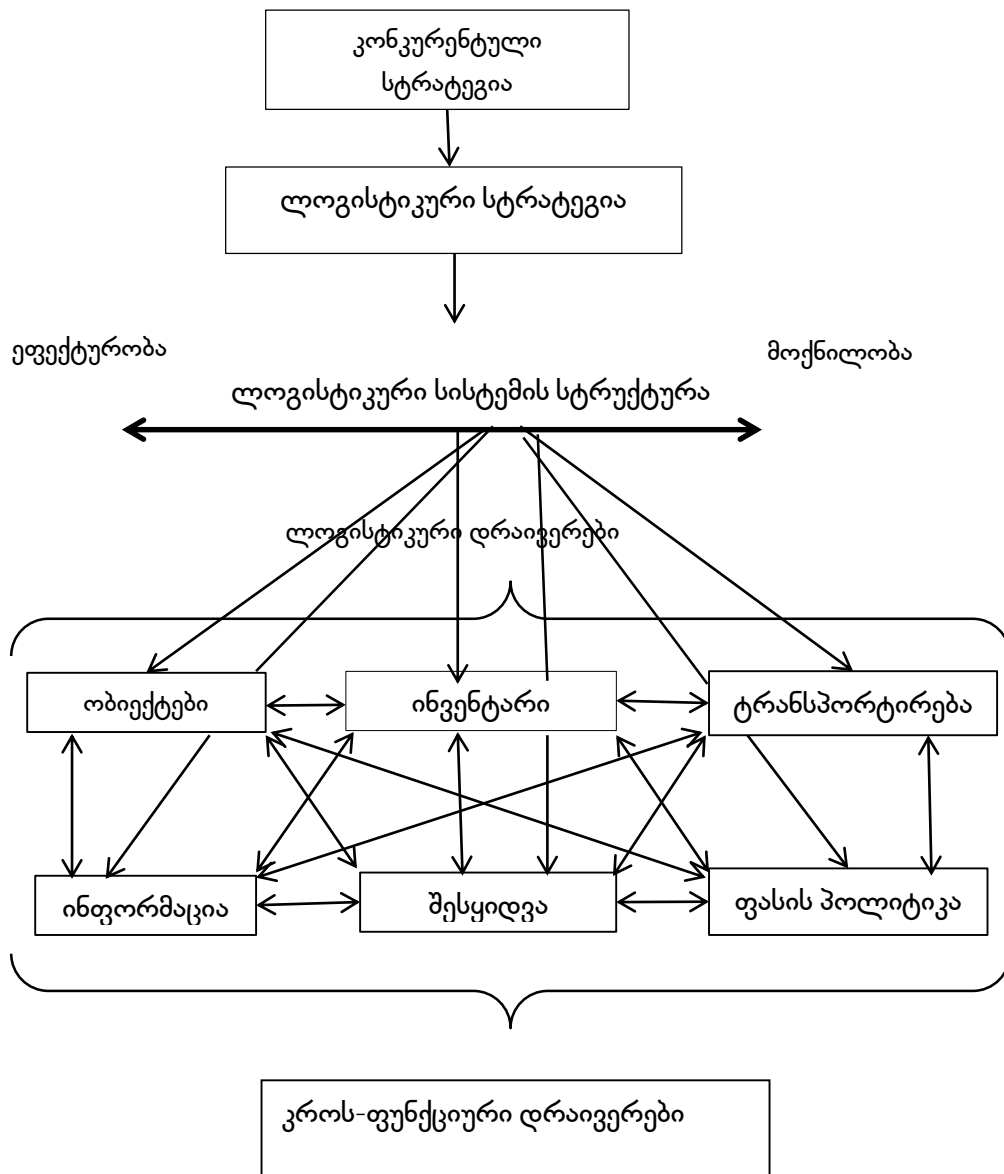 კონკურენტული
სტრატეგია
ლოგისტიკური სტრატეგია
ეფექტურობა
მოქნილობა
ლოგისტიკური სისტემის სტრუქტურა
ლოგისტიკური დრაივერები
ობიექტები
ინვენტარი
ტრანსპორტირება
ინფორმაცია
შესყიდვა
ფასის პოლიტიკა
კროს-ფუნქციური დრაივერები